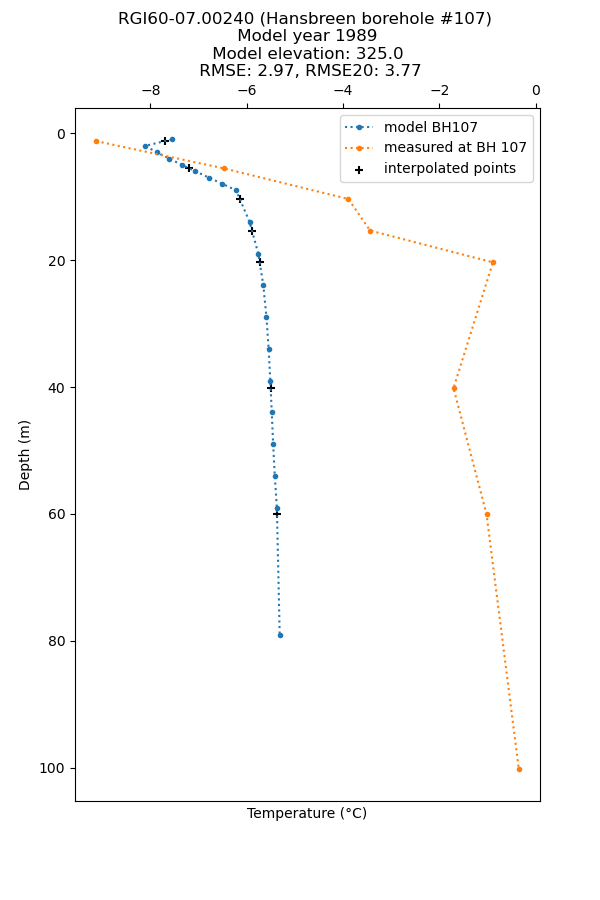 RGI60-07.00240 (Hansbreen borehole #107)
Model year 1989
Model elevation: 325.0
RMSE: 2.97, RMSE20: 3.77
−8 −6 −4 −2 0
model BH107
measured at BH 107
interpolated points
0
20
40
60
80
100
Depth (m)
Temperature (°C)